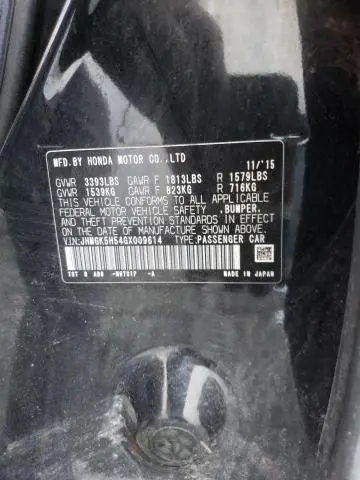 MFD.BY HONDA MOTOR CO.,LTD 11/'15
GVWR 3393LBS GAWR F 1813LBS R 1579LBS
GVWR 1539KG GAWR F 823KG R 716KG
THIS VEHICLE CONFORMS TO ALL APPLICABLE
FEDERAL MOTOR VEHICLE SAFETY, BUMPER,
AND THEFT PREVENTION STANDARDS IN EFFECT
ON THE DATE OF MANUFACTURE SHOWN ABOVE.
V.I.N:JHMGK5H54GX009614 TYPE:PASSENGER CAR
-A MADE IN JAPAN